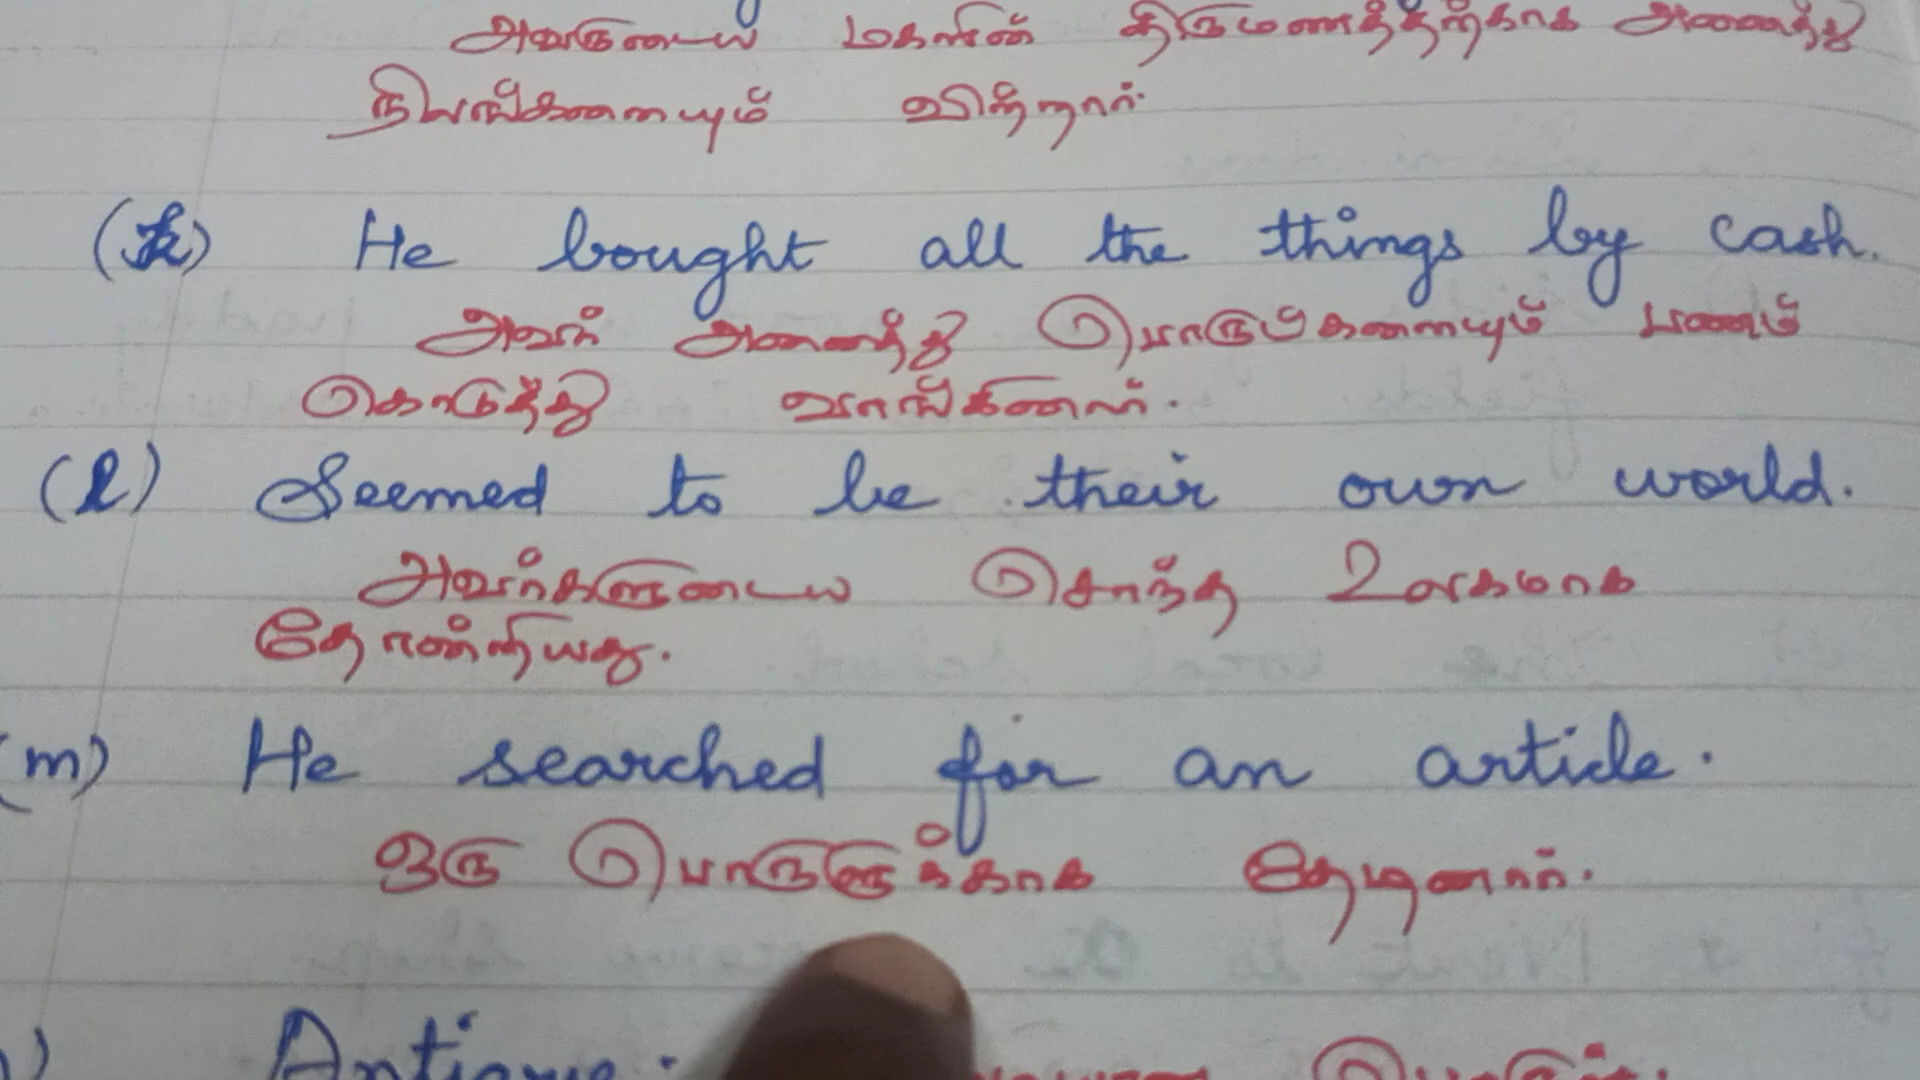 அவருடைய மகளின் திருமணத்திற்காக அனைத்து
நிலங்களையும் விற்றார்.
(k) He bought all the things by cash.
அவர் அனைத்து பொருட்களையும் பணம்
கொடுத்து வாங்கினார்.
(l) Seemed to be their own world.
அவர்களுடைய சொந்த உலகமாக
தோன்றியது.
(m) He searched for an article.
ஒரு பொருளுக்காக தேடினார்.
Antique.